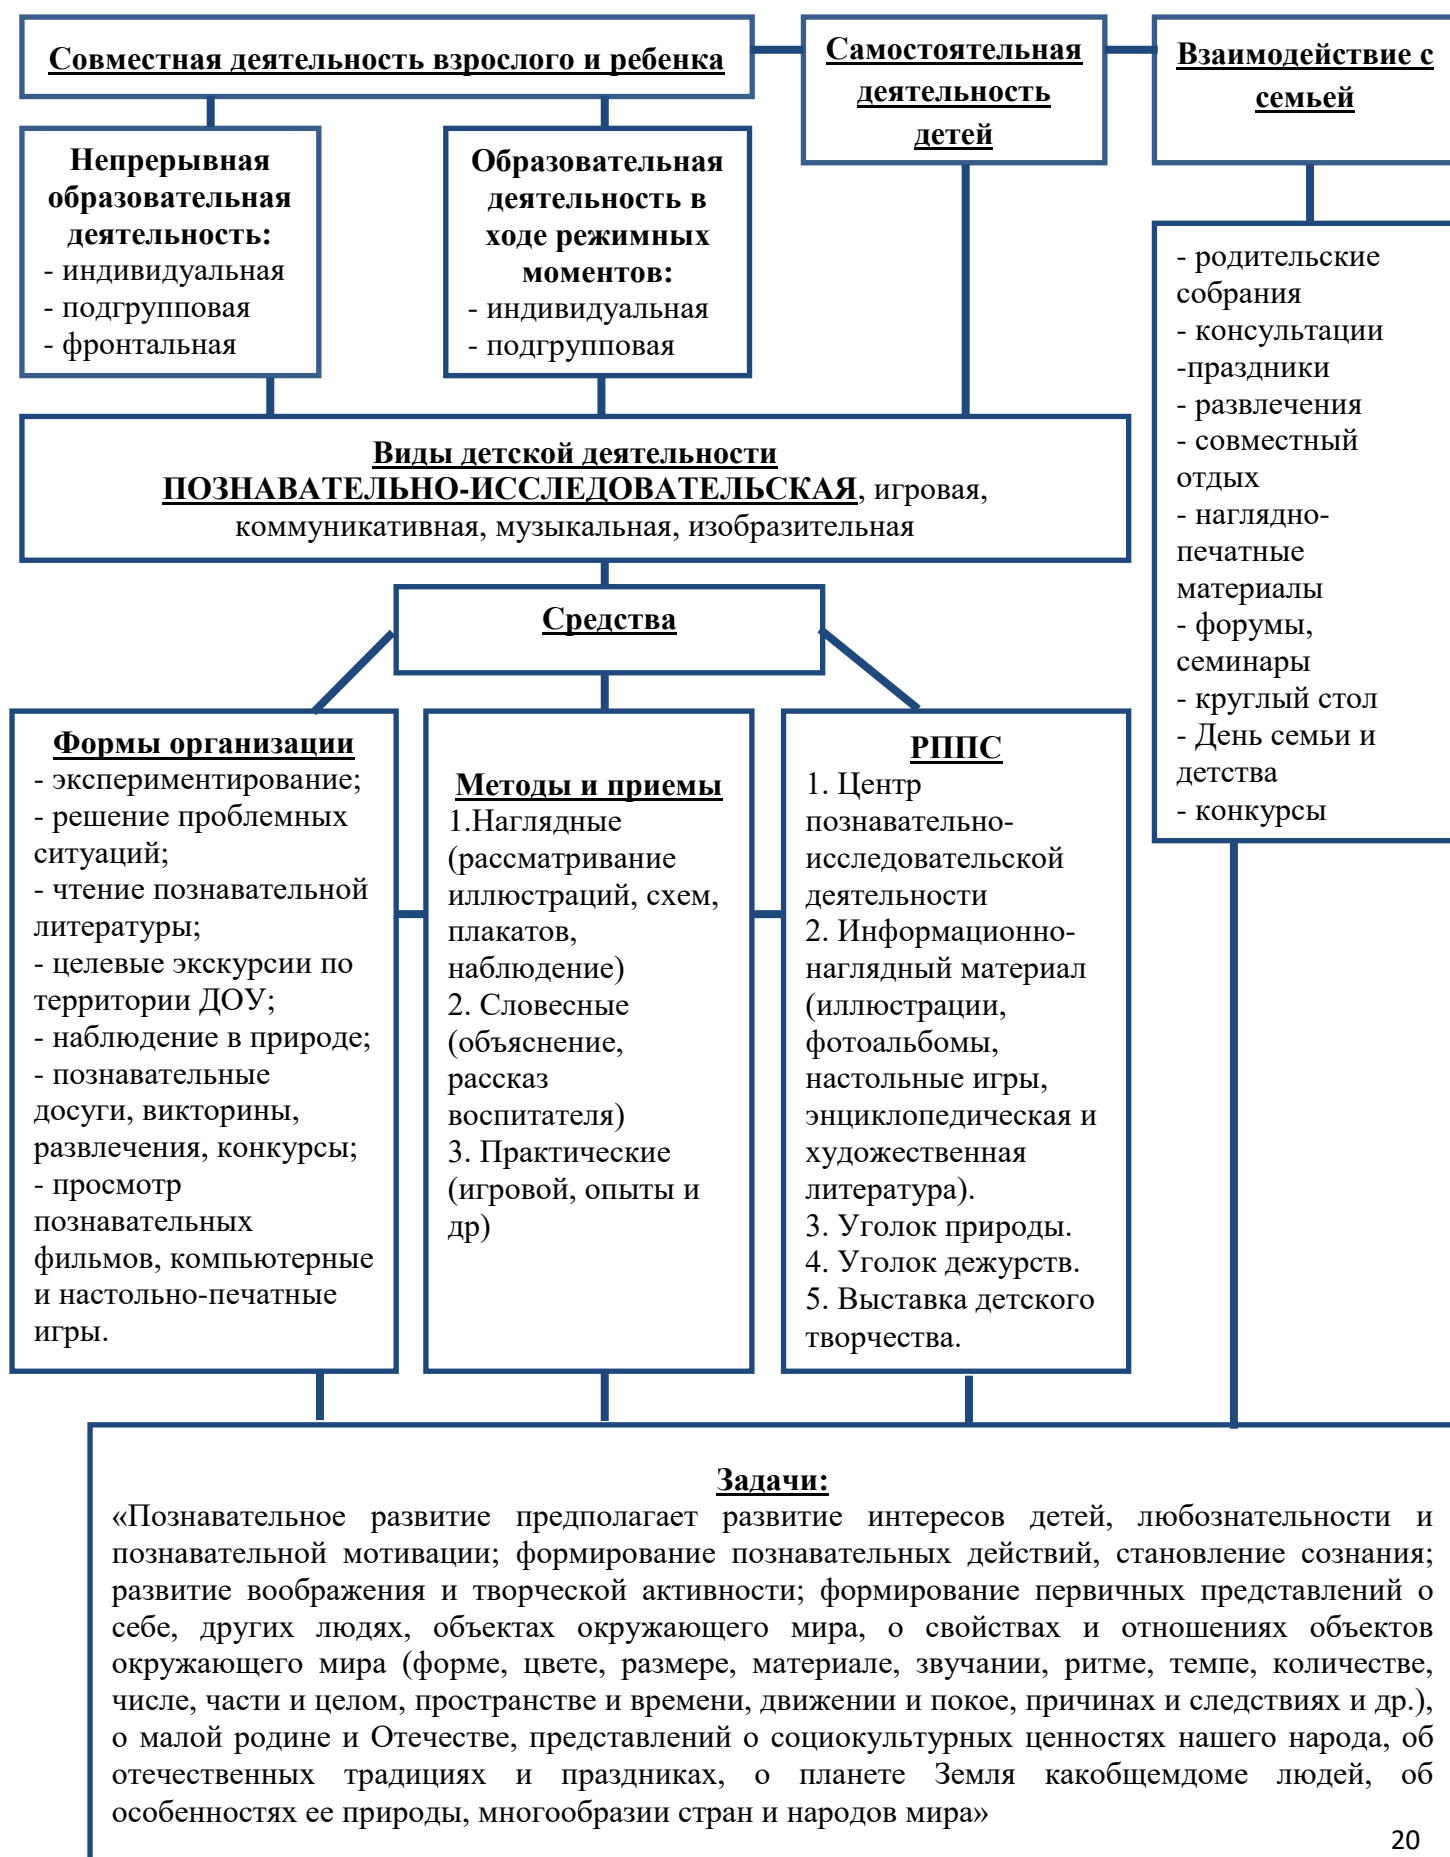 Совместная деятельность взрослого и ребенка
Самостоятельная
деятельность
детей
Взаимодействие с
семьей
Непрерывная
образовательная
деятельность:
- индивидуальная
- подгрупповая
- фронтальная
Образовательная
деятельность в
ходе режимных
моментов:
- индивидуальная
- подгрупповая
- родительские
собрания
- консультации
-праздники
- развлечения
- совместный
отдых
- наглядно-
печатные
материалы
- форумы,
семинары
- круглый стол
- День семьи и
детства
- конкурсы
Виды детской деятельности
ПОЗНАВАТЕЛЬНО-ИССЛЕДОВАТЕЛЬСКАЯ, игровая,
коммуникативная, музыкальная, изобразительная
Средства
Формы организации
- экспериментирование;
- решение проблемных
ситуаций;
- чтение познавательной
литературы;
- целевые экскурсии по
территории ДОУ;
- наблюдение в природе;
- познавательные
досуги, викторины,
развлечения, конкурсы;
- просмотр
познавательных
фильмов, компьютерные
и настольно-печатные
игры.
Методы и приемы
1.Наглядные
(рассматривание
иллюстраций, схем,
плакатов,
наблюдение)
2. Словесные
(объяснение,
рассказ
воспитателя)
3. Практические
(игровой, опыты и
др)
РППС
1. Центр
познавательно-
исследовательской
деятельности
2. Информационно-
наглядный материал
(иллюстрации,
фотоальбомы,
настольные игры,
энциклопедическая и
художественная
литература).
3. Уголок природы.
4. Уголок дежурств.
5. Выставка детского
творчества.
Задачи:
«Познавательное развитие предполагает развитие интересов детей, любознательности и
познавательной мотивации; формирование познавательных действий, становление сознания;
развитие воображения и творческой активности; формирование первичных представлений о
себе, других людях, объектах окружающего мира, о свойствах и отношениях объектов
окружающего мира (форме, цвете, размере, материале, звучании, ритме, темпе, количестве,
числе, части и целом, пространстве и времени, движении и покое, причинах и следствиях и др.),
о малой родине и Отечестве, представлений о социокультурных ценностях нашего народа, об
отечественных традициях и праздниках, о планете Земля какобщемдоме людей, об
особенностях ее природы, многообразии стран и народов мира»
20